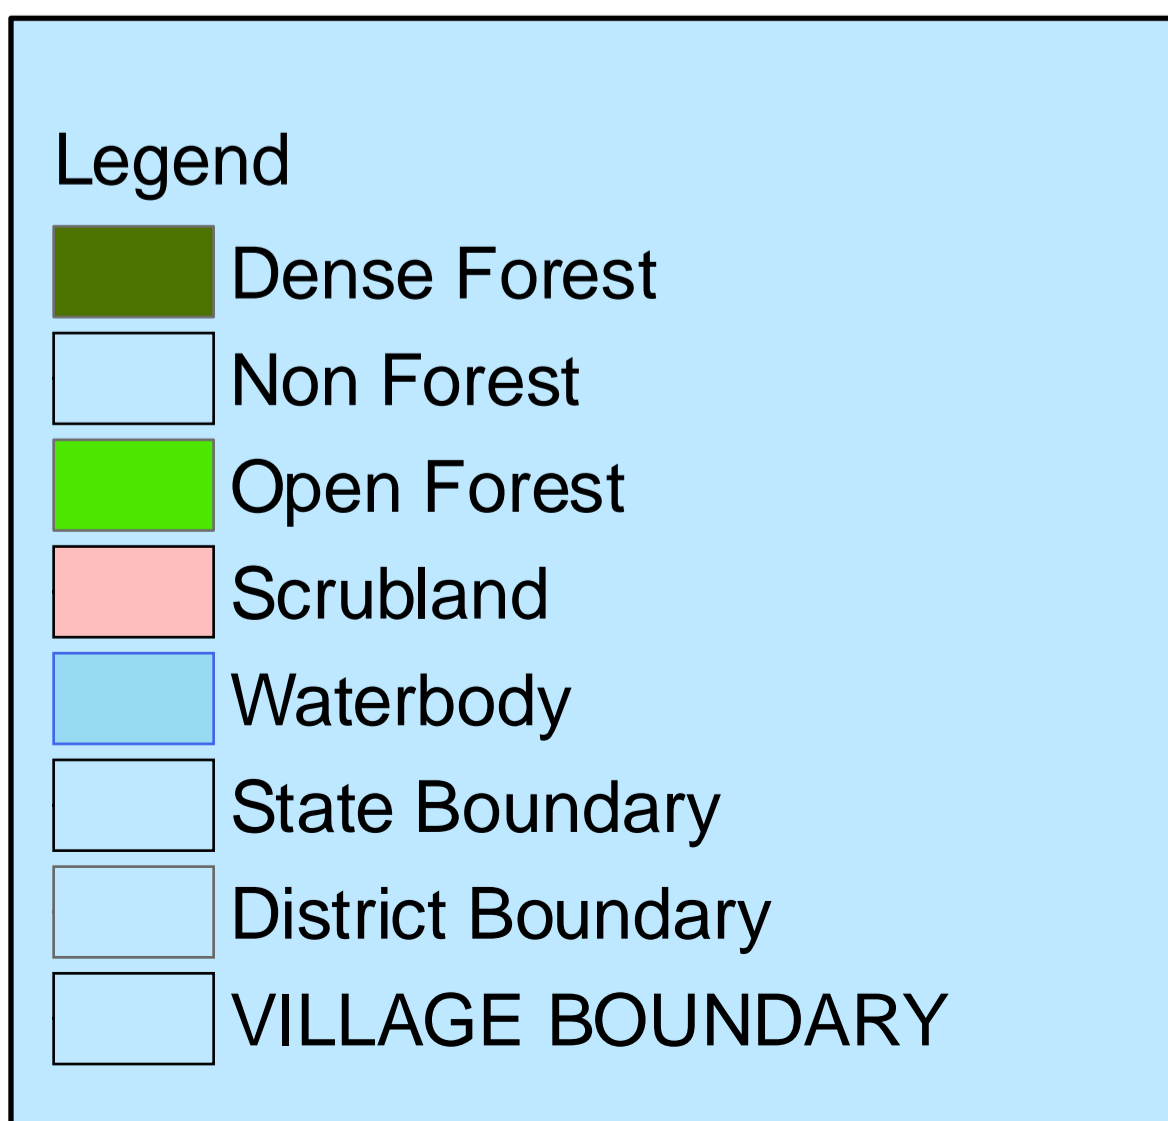 Legend
Dense Forest
Non Forest
Open Forest
Scrubland
Waterbody
State Boundary
District Boundary
VILLAGE BOUNDARY